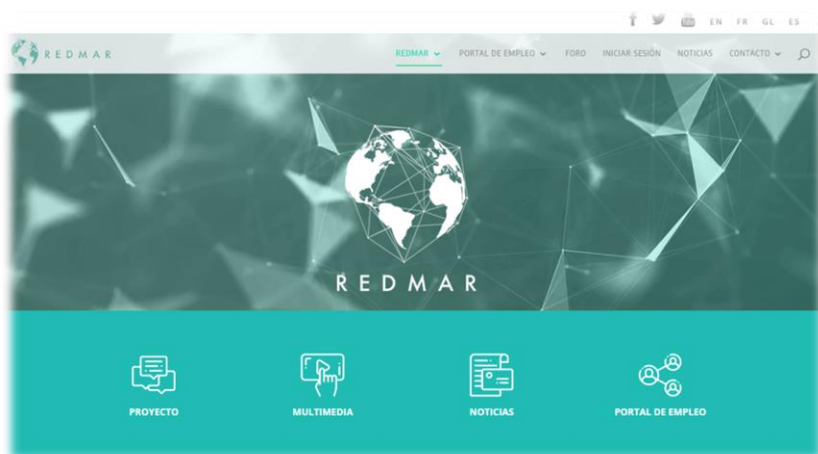 EN FR GL ES
REDMAR
REDMAR PORTAL DE EMPLEO FORO INICIAR SESIÓN NOTICIAS CONTACTO
REDMAR
PROYECTO MULTIMEDIA NOTICIAS PORTAL DE EMPLEO